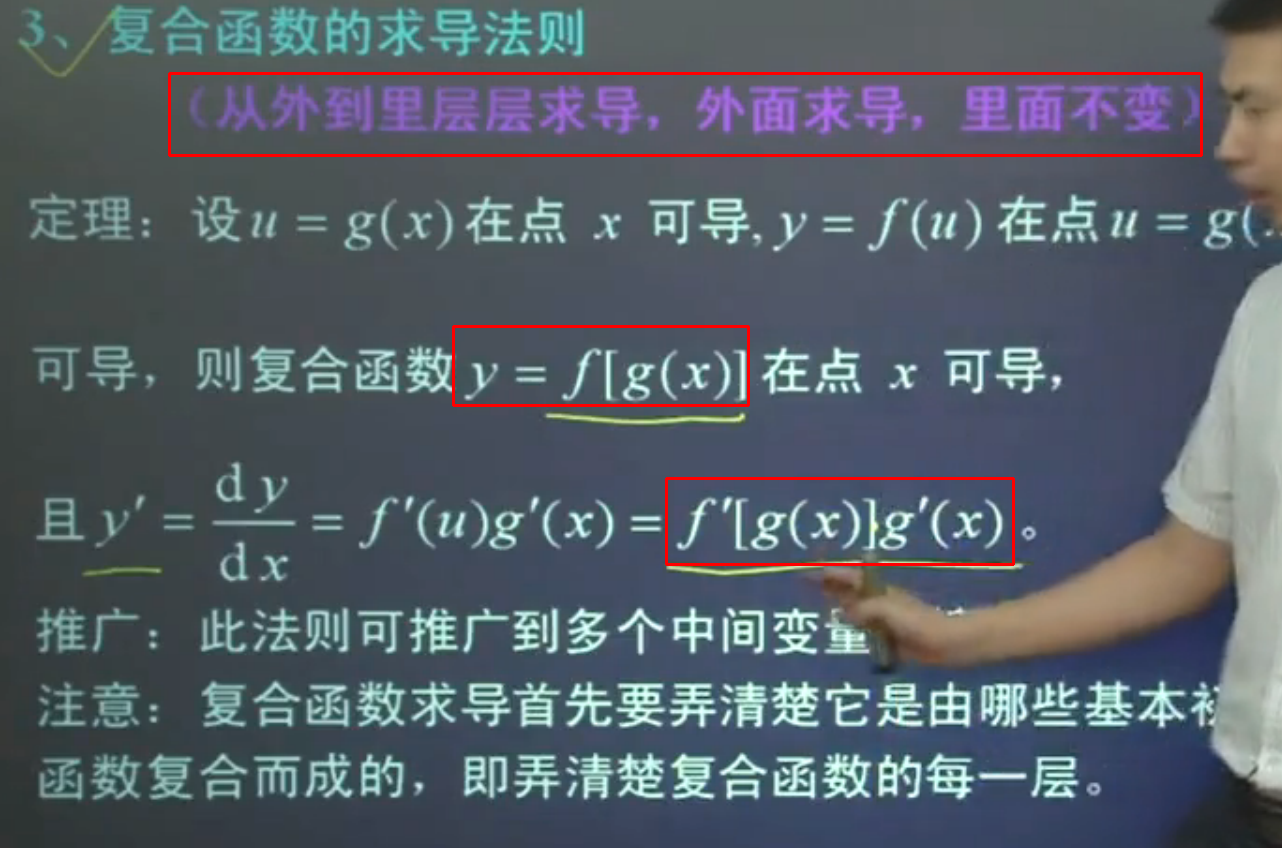 3、复合函数的求导法则
（从外到里层层求导，外面求导，里面不变）
定理：设 u = g(x) 在点 x 可导, y = f(u) 在点 u = g(
可导，则复合函数 y = f[g(x)] 在点 x 可导，
且 y′ = dy/dx = f′(u)g′(x) = f′[g(x)]g′(x)。
推广：此法则可推广到多个中间变量
注意：复合函数求导首先要弄清楚它是由哪些基本
函数复合而成的，即弄清楚复合函数的每一层。